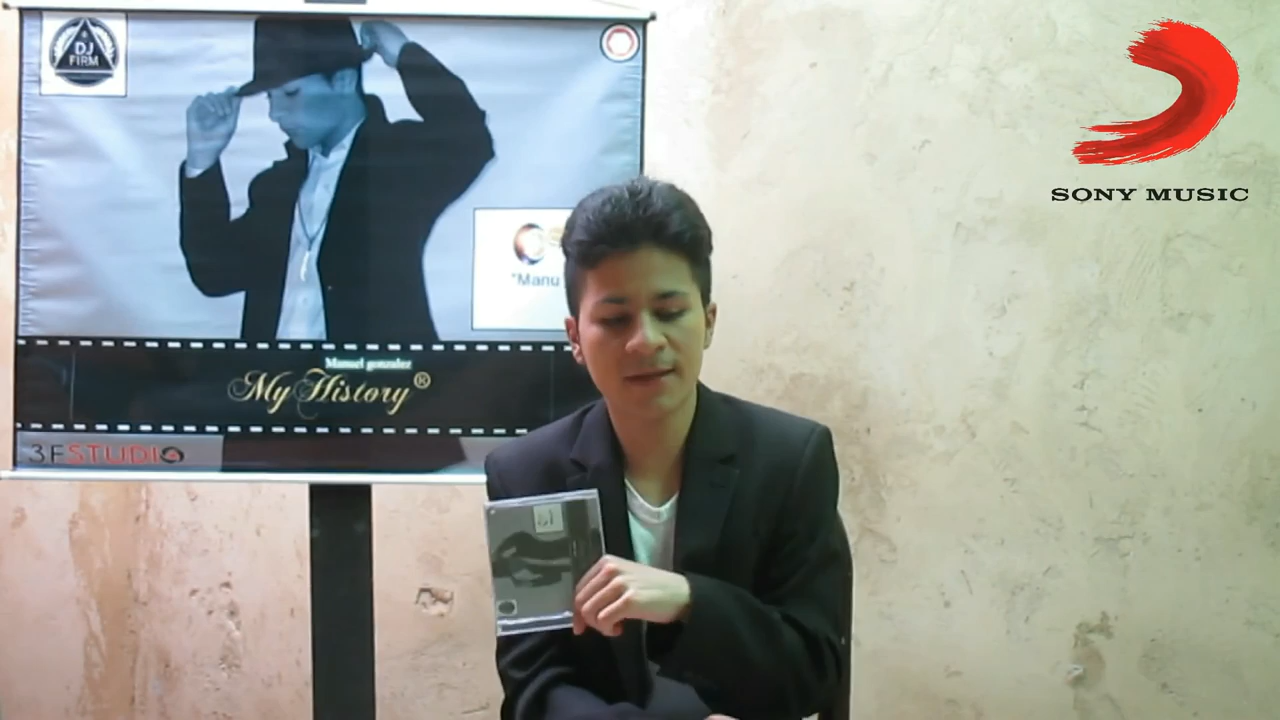 DJ
FIRM
SONY MUSIC
"Manu
Manuel gonzalez
My History®
3FSTUDIO